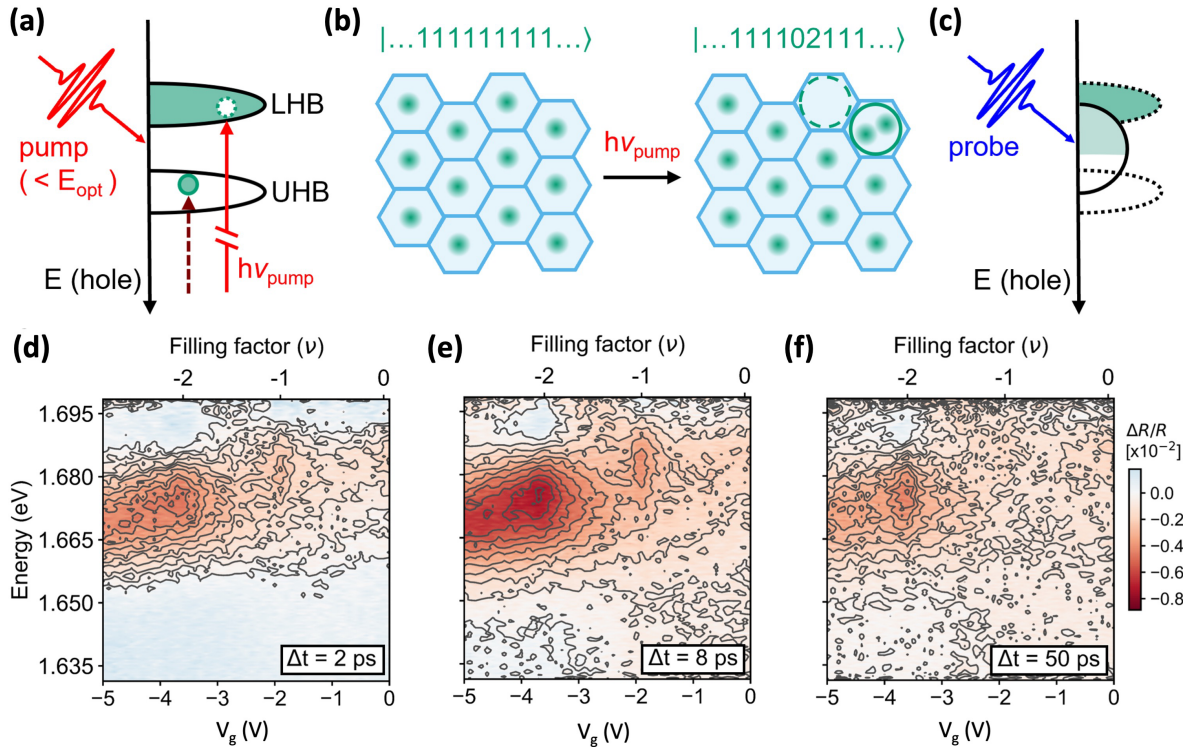 (a)
LHB
pump
( < E_opt )
UHB
hν_pump
E (hole)
(b)
|...111111111...⟩
|...111102111...⟩
hν_pump
(c)
probe
E (hole)
(d)
Filling factor (ν)
-2 -1 0
Energy (eV)
1.695
1.680
1.665
1.650
1.635
Δt = 2 ps
−5 −4 −3 −2 −1 0
V_g (V)
(e)
Filling factor (ν)
-2 -1 0
Δt = 8 ps
−5 −4 −3 −2 −1 0
V_g (V)
(f)
Filling factor (ν)
-2 -1 0
Δt = 50 ps
−5 −4 −3 −2 −1 0
V_g (V)
ΔR/R
[x10⁻²]
0.0
−0.2
−0.4
−0.6
−0.8